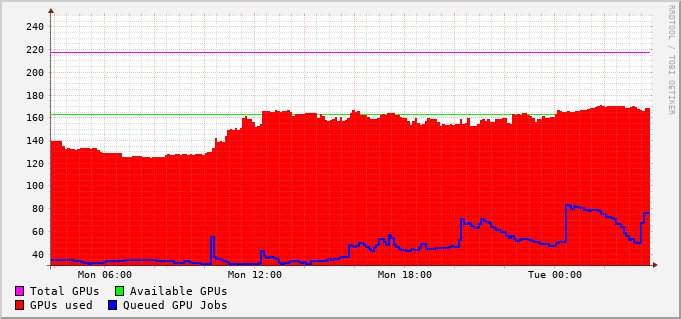 240
220
200
180
160
140
120
100
80
60
40
Mon 06:00 Mon 12:00 Mon 18:00 Tue 00:00
Total GPUs Available GPUs
GPUs used Queued GPU Jobs
RRDTOOL / TOBI OETIKER